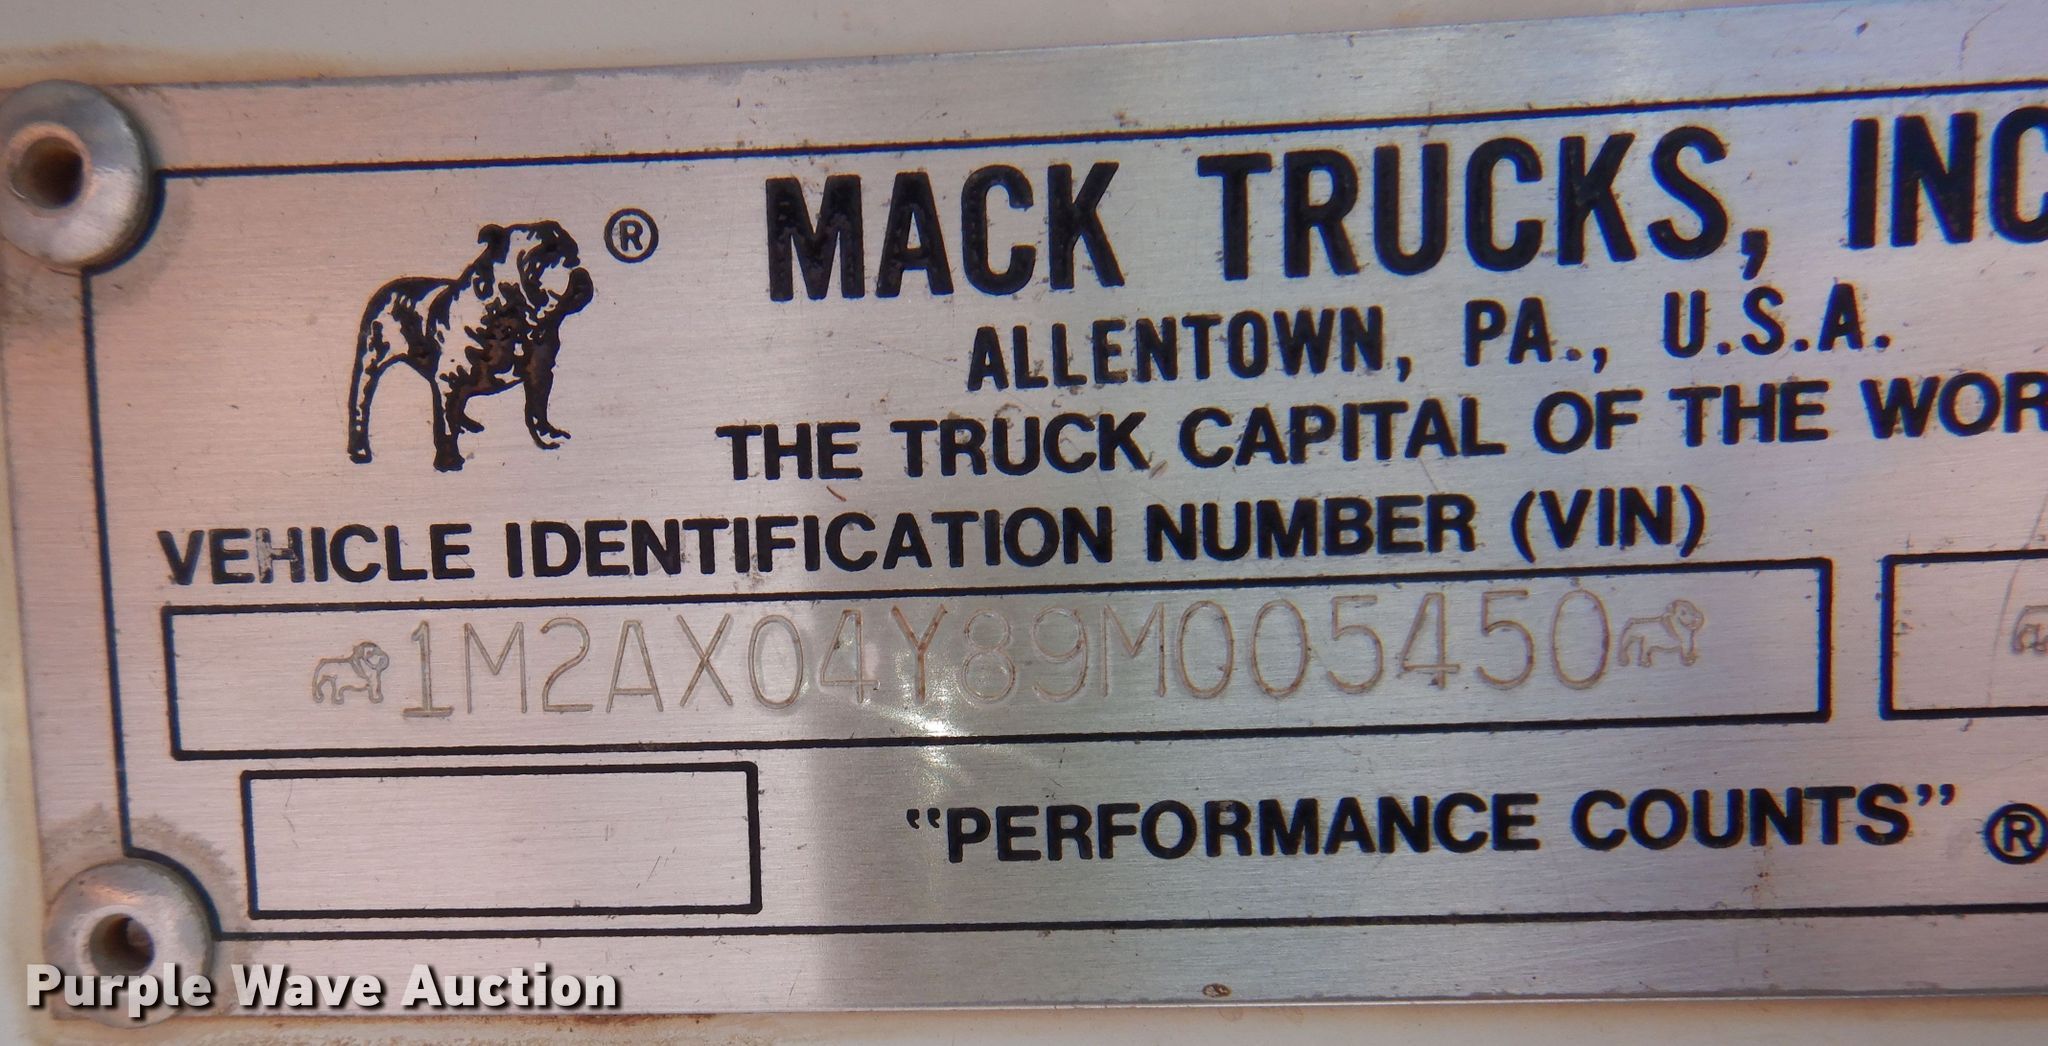 ®
MACK TRUCKS, INC
ALLENTOWN, PA., U.S.A.
THE TRUCK CAPITAL OF THE WOR
VEHICLE IDENTIFICATION NUMBER (VIN)
1M2AX04Y89M005450
"PERFORMANCE COUNTS" ®
Purple Wave Auction